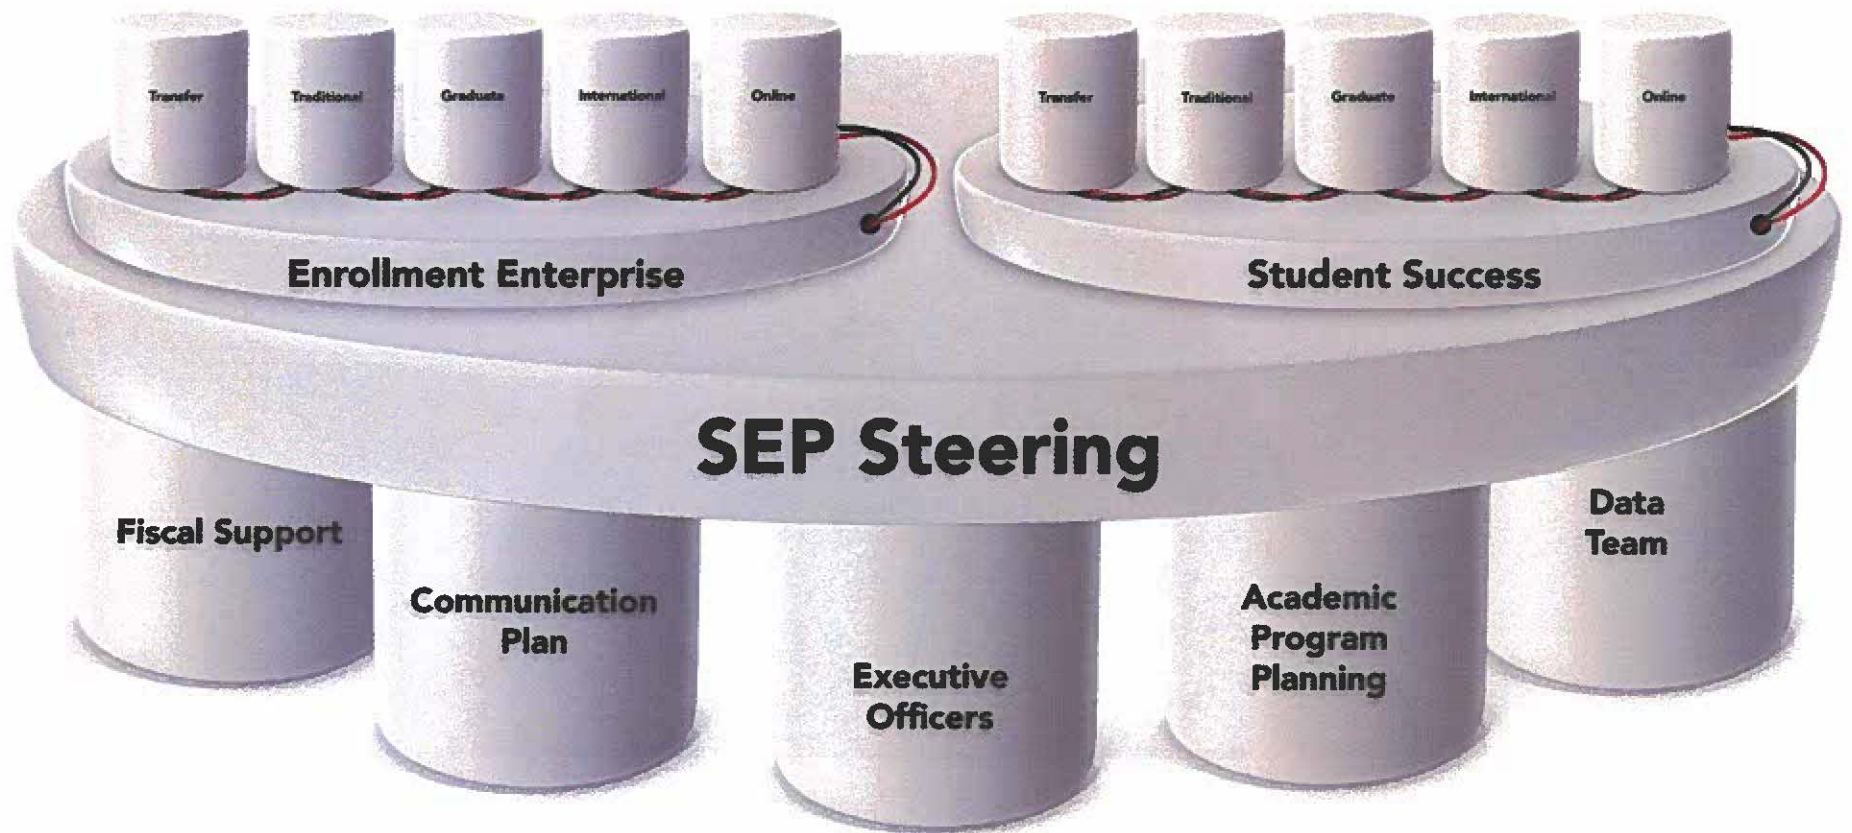 Transfer
Traditional
Graduate
International
Online
Transfer
Traditional
Graduate
International
Online
Enrollment Enterprise
Student Success
SEP Steering
Fiscal Support
Communication
Plan
Executive
Officers
Academic
Program
Planning
Data
Team